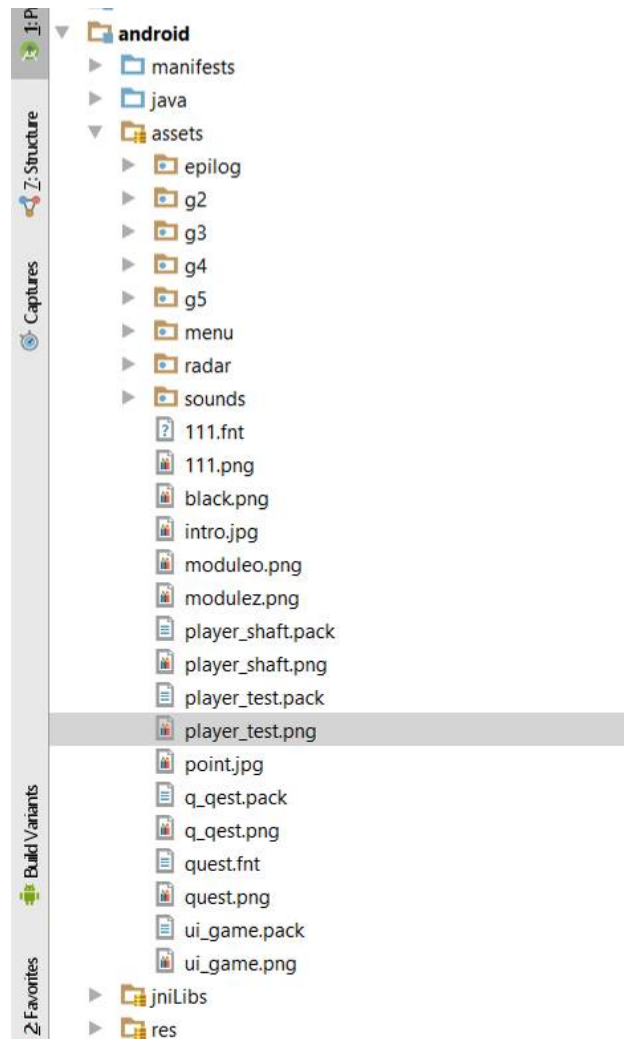 1: P
android
manifests
java
assets
epilog
g2
g3
g4
g5
menu
radar
sounds
111.fnt
111.png
black.png
intro.jpg
moduleo.png
modulez.png
player_shaft.pack
player_shaft.png
player_test.pack
player_test.png
point.jpg
q_qest.pack
q_qest.png
quest.fnt
quest.png
ui_game.pack
ui_game.png
jniLibs
res
7: Structure
Captures
Build Variants
2: Favorites